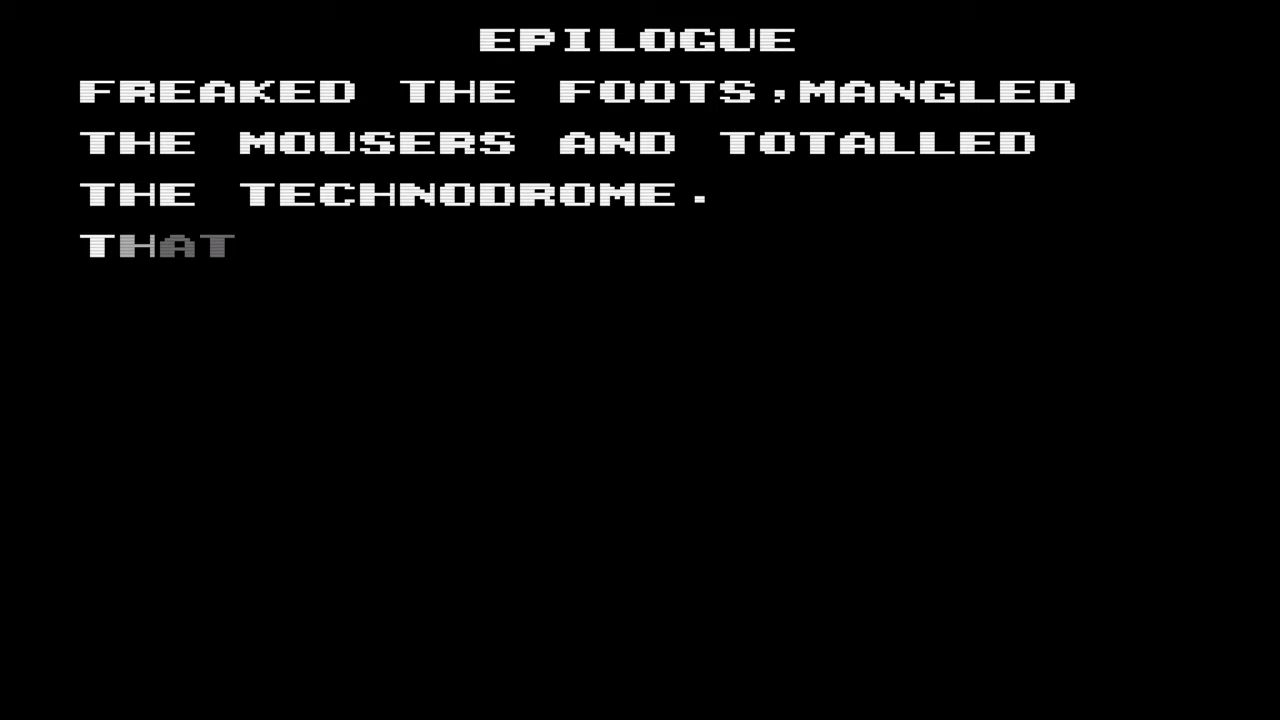 EPILOGUE
FREAKED THE FOOTS,MANGLED
THE MOUSERS AND TOTALLED
THE TECHNODROME.
THAT